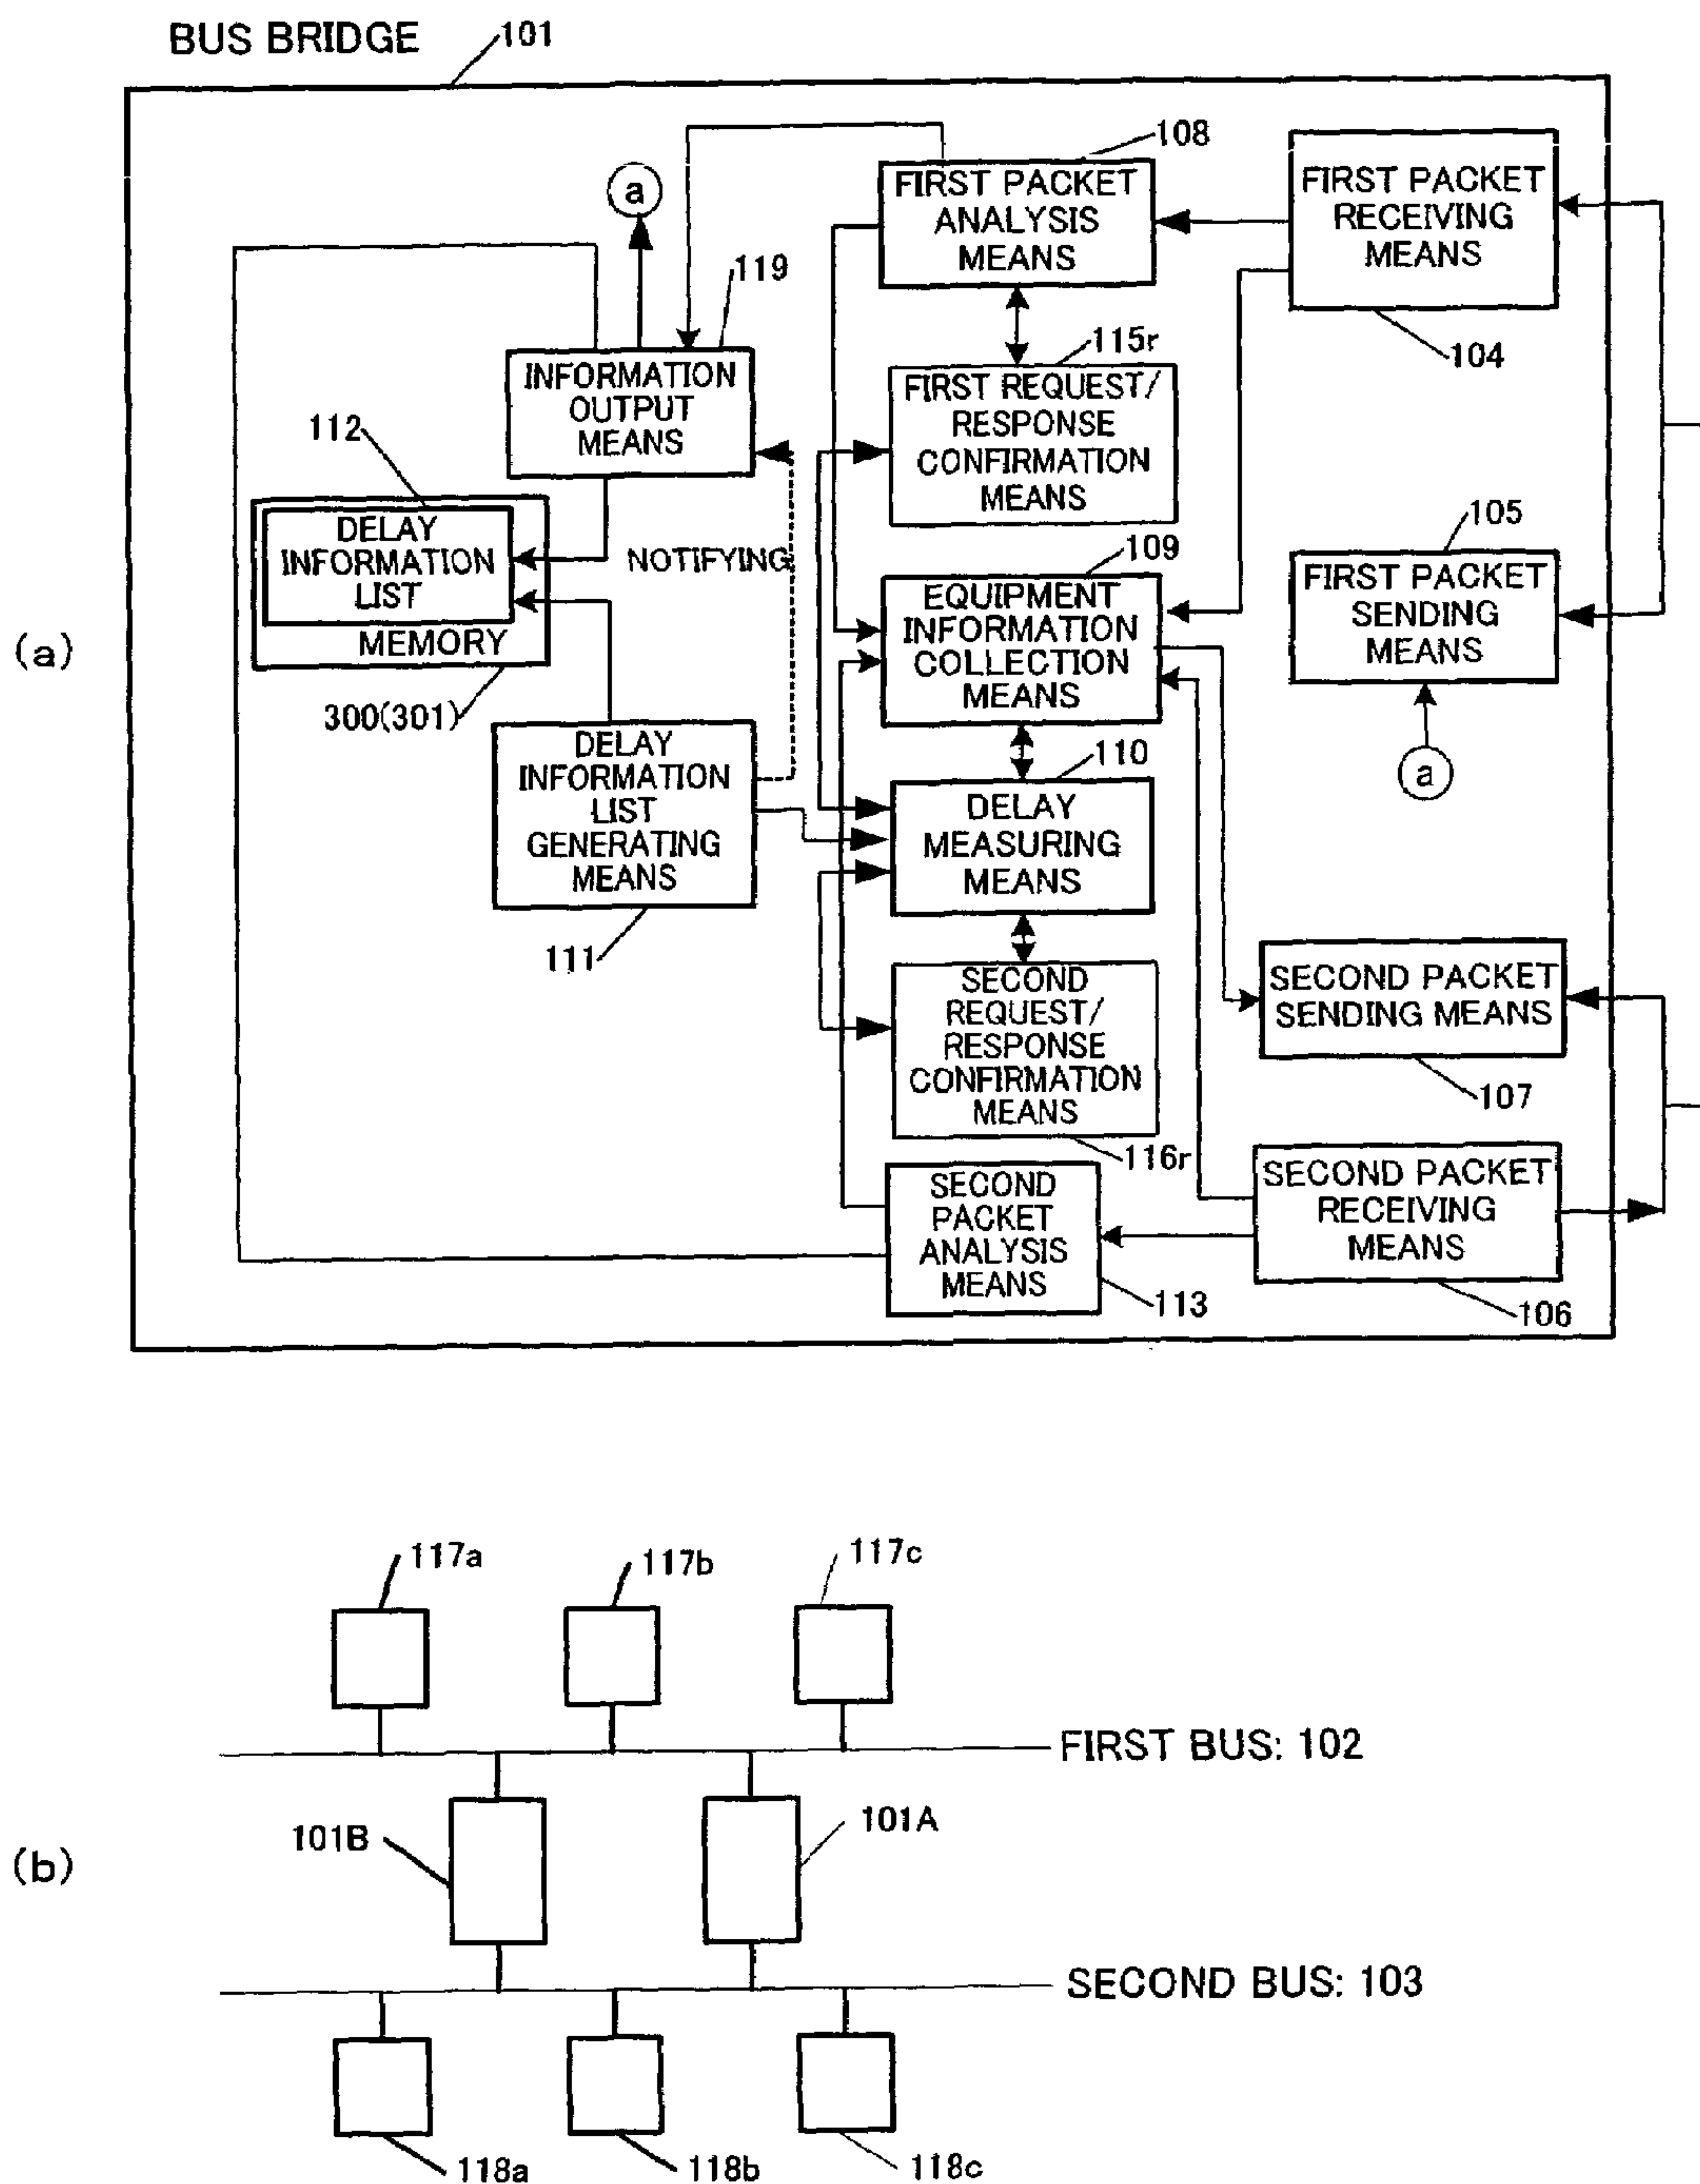 BUS BRIDGE
101
108
FIRST PACKET
ANALYSIS
MEANS
FIRST PACKET
RECEIVING
MEANS
104
a
119
INFORMATION
OUTPUT
MEANS
115r
FIRST REQUEST/
RESPONSE
CONFIRMATION
MEANS
112
DELAY
INFORMATION
LIST
MEMORY
300(301)
NOTIFYING
109
EQUIPMENT
INFORMATION
COLLECTION
MEANS
105
FIRST PACKET
SENDING
MEANS
a
(a)
DELAY
INFORMATION
LIST
GENERATING
MEANS
111
110
DELAY
MEASURING
MEANS
SECOND
REQUEST/
RESPONSE
CONFIRMATION
MEANS
116r
SECOND PACKET
SENDING MEANS
107
SECOND
PACKET
ANALYSIS
MEANS
113
SECOND PACKET
RECEIVING
MEANS
106
117a
117b
117c
FIRST BUS: 102
101B
101A
(b)
SECOND BUS: 103
118a
118b
118c